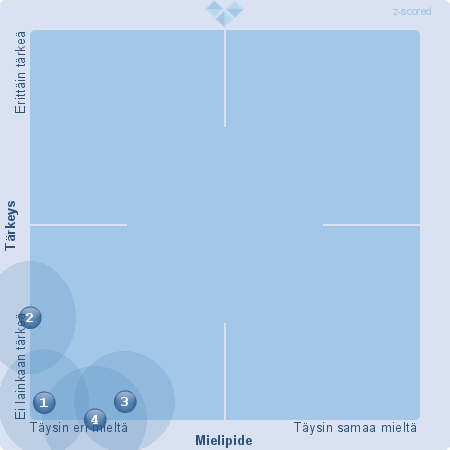 z-scored
Erittäin tärkeä
Tärkeys
Ei lainkaan tärkeä
2
1
3
4
Täysin eri mieltä
Täysin samaa mieltä
Mielipide